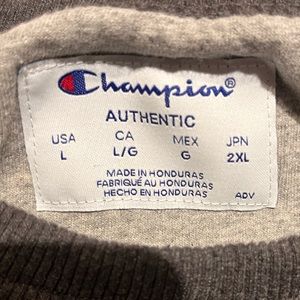 Champion®
AUTHENTIC
USA CA MEX JPN
L L/G G 2XL
MADE IN HONDURAS
FABRIQUÉ AU HONDURAS
HECHO EN HONDURAS
ADV